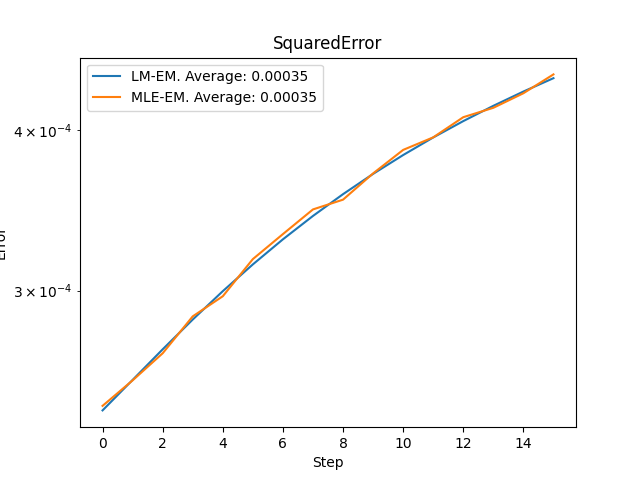 SquaredError
LM-EM. Average: 0.00035
MLE-EM. Average: 0.00035
4 × 10⁻⁴
3 × 10⁻⁴
Error
0 2 4 6 8 10 12 14
Step